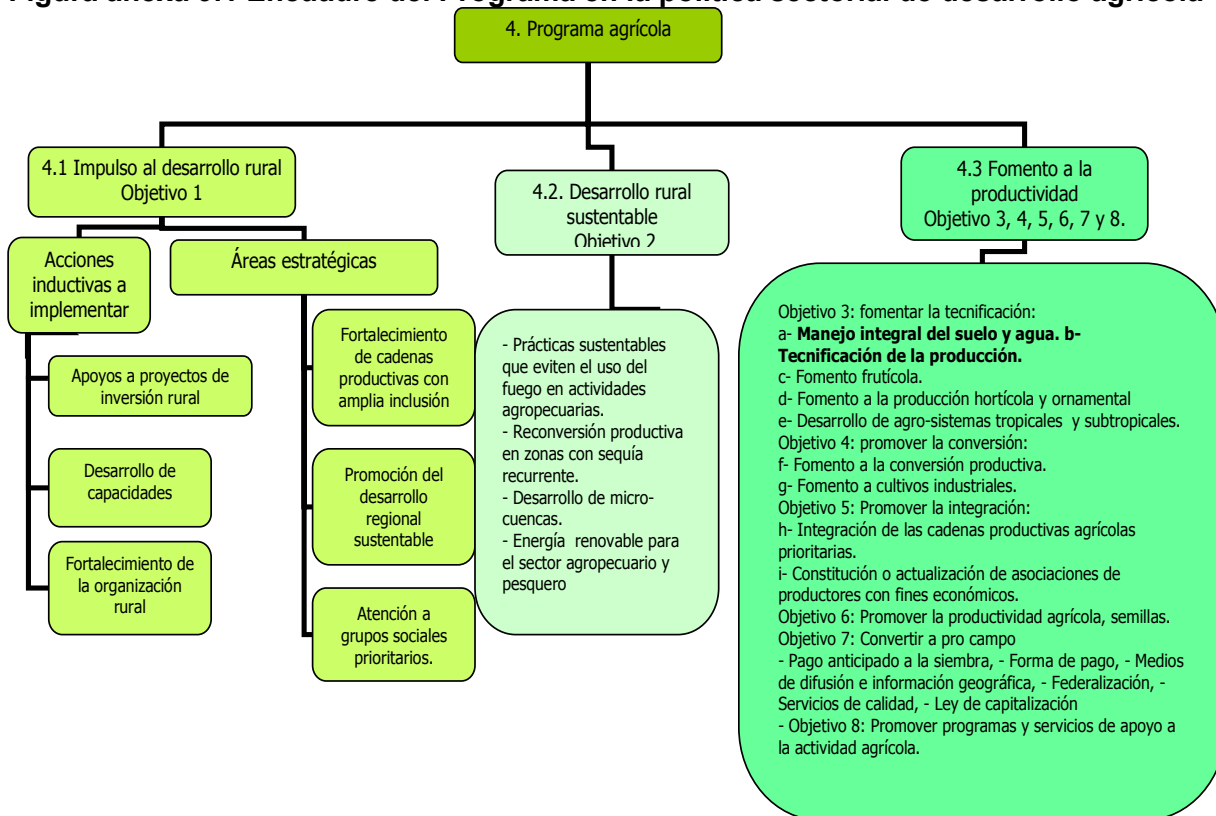 4. Programa agrícola
4.1 Impulso al desarrollo rural
Objetivo 1
4.2. Desarrollo rural
sustentable
Objetivo 2
4.3 Fomento a la
productividad
Objetivo 3, 4, 5, 6, 7 y 8.
Acciones
inductivas a
implementar
Áreas estratégicas
Apoyos a proyectos de
inversión rural
Desarrollo de
capacidades
Fortalecimiento de
la organización
rural
Fortalecimiento
de cadenas
productivas con
amplia inclusión
Promoción del
desarrollo
regional
sustentable
Atención a
grupos sociales
prioritarios.
- Prácticas sustentables
que eviten el uso del
fuego en actividades
agropecuarias.
- Reconversión productiva
en zonas con sequía
recurrente.
- Desarrollo de micro-
cuencas.
- Energía renovable para
el sector agropecuario y
pesquero
Objetivo 3: fomentar la tecnificación:
a- Manejo integral del suelo y agua. b-
Tecnificación de la producción.
c- Fomento frutícola.
d- Fomento a la producción hortícola y ornamental
e- Desarrollo de agro-sistemas tropicales y subtropicales.
Objetivo 4: promover la conversión:
f- Fomento a la conversión productiva.
g- Fomento a cultivos industriales.
Objetivo 5: Promover la integración:
h- Integración de las cadenas productivas agrícolas
prioritarias.
i- Constitución o actualización de asociaciones de
productores con fines económicos.
Objetivo 6: Promover la productividad agrícola, semillas.
Objetivo 7: Convertir a pro campo
- Pago anticipado a la siembra, - Forma de pago, - Medios
de difusión e información geográfica, - Federalización, -
Servicios de calidad, - Ley de capitalización
- Objetivo 8: Promover programas y servicios de apoyo a
la actividad agrícola.